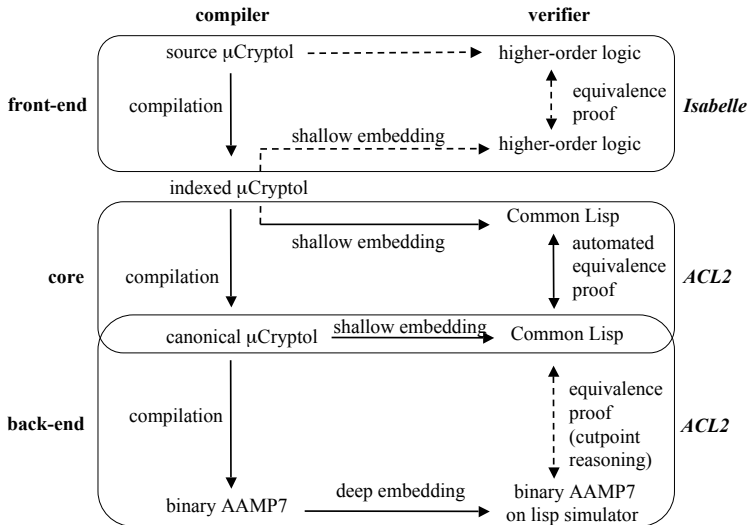 compiler
verifier
source μCryptol
higher-order logic
front-end
compilation
equivalence
proof
Isabelle
shallow embedding
higher-order logic
indexed μCryptol
Common Lisp
shallow embedding
core
compilation
automated
equivalence
proof
ACL2
canonical μCryptol
shallow embedding
Common Lisp
back-end
compilation
equivalence
proof
(cutpoint
reasoning)
ACL2
binary AAMP7
deep embedding
binary AAMP7
on lisp simulator